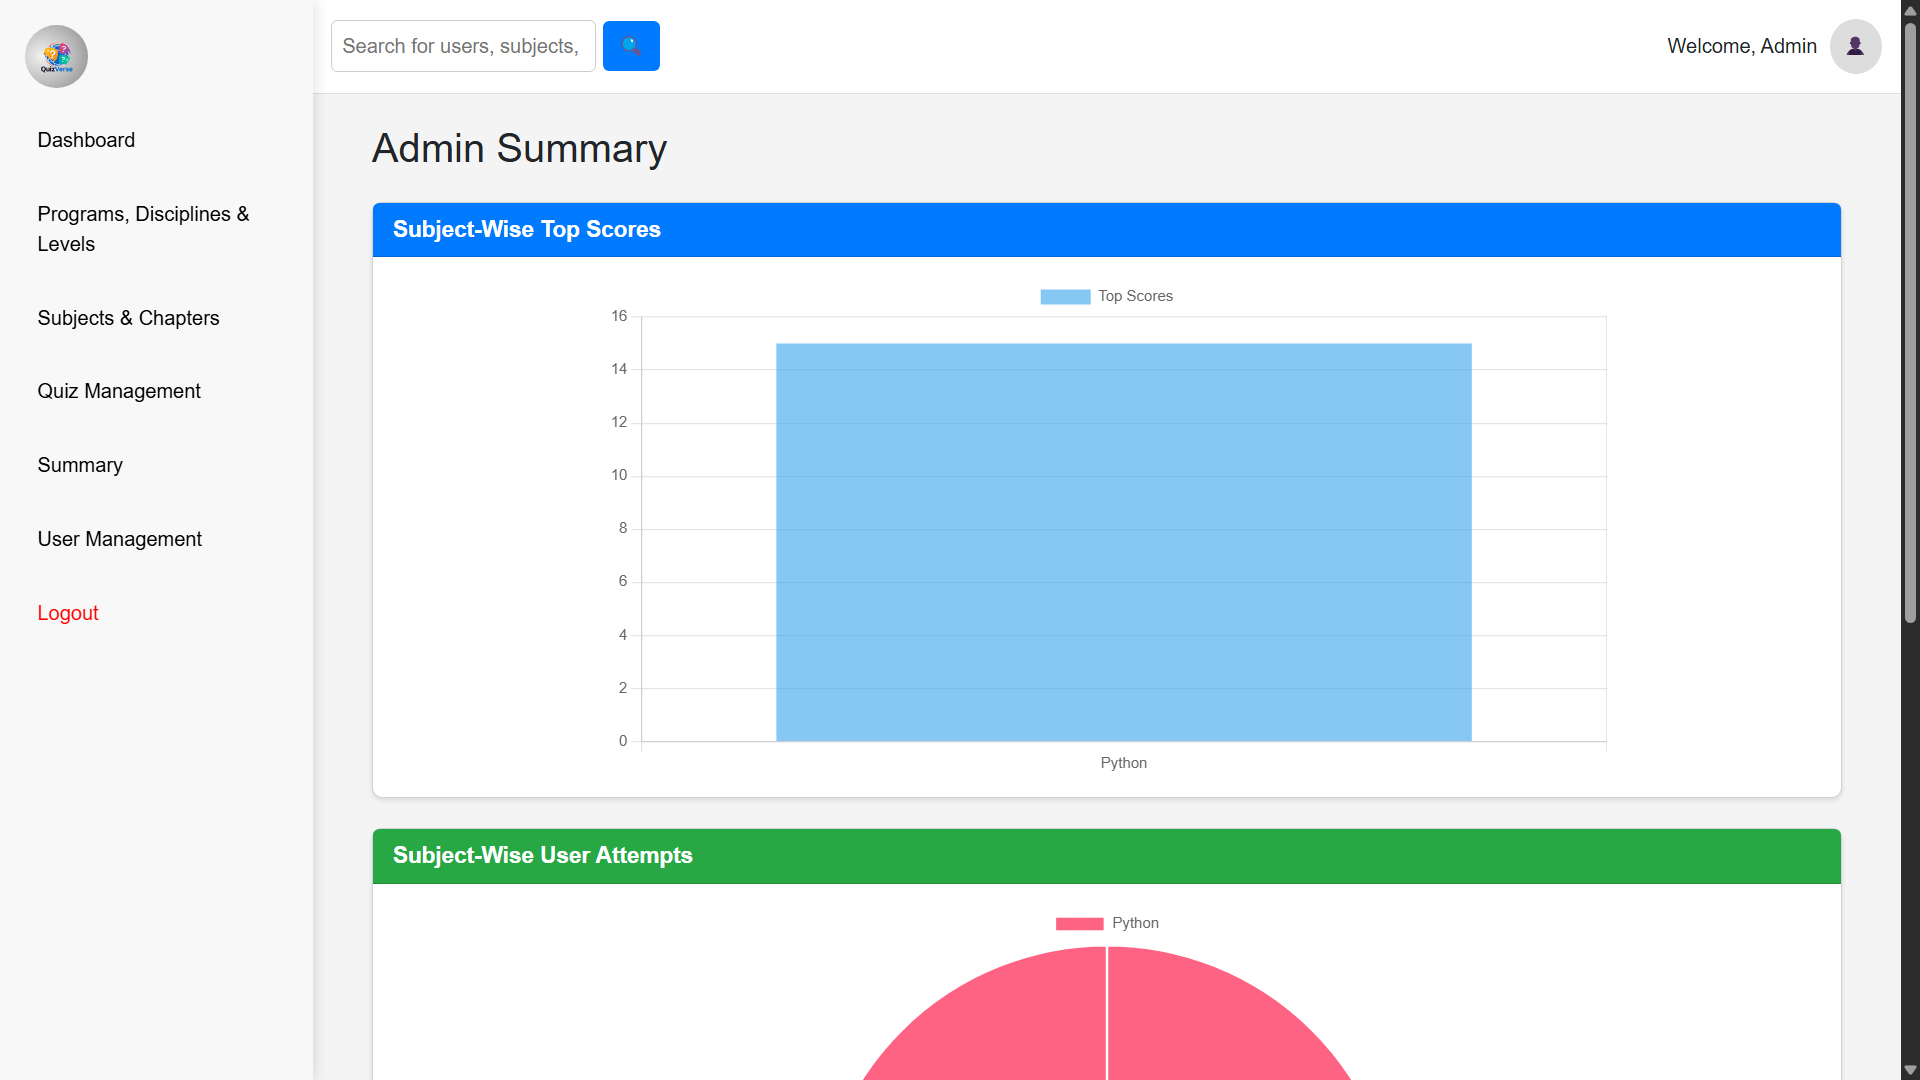 QuizVerse
Dashboard
Programs, Disciplines &
Levels
Subjects & Chapters
Quiz Management
Summary
User Management
Logout
Search for users, subjects,
Welcome, Admin
Admin Summary
Subject-Wise Top Scores
Top Scores
16
14
12
10
8
6
4
2
0
Python
Subject-Wise User Attempts
Python